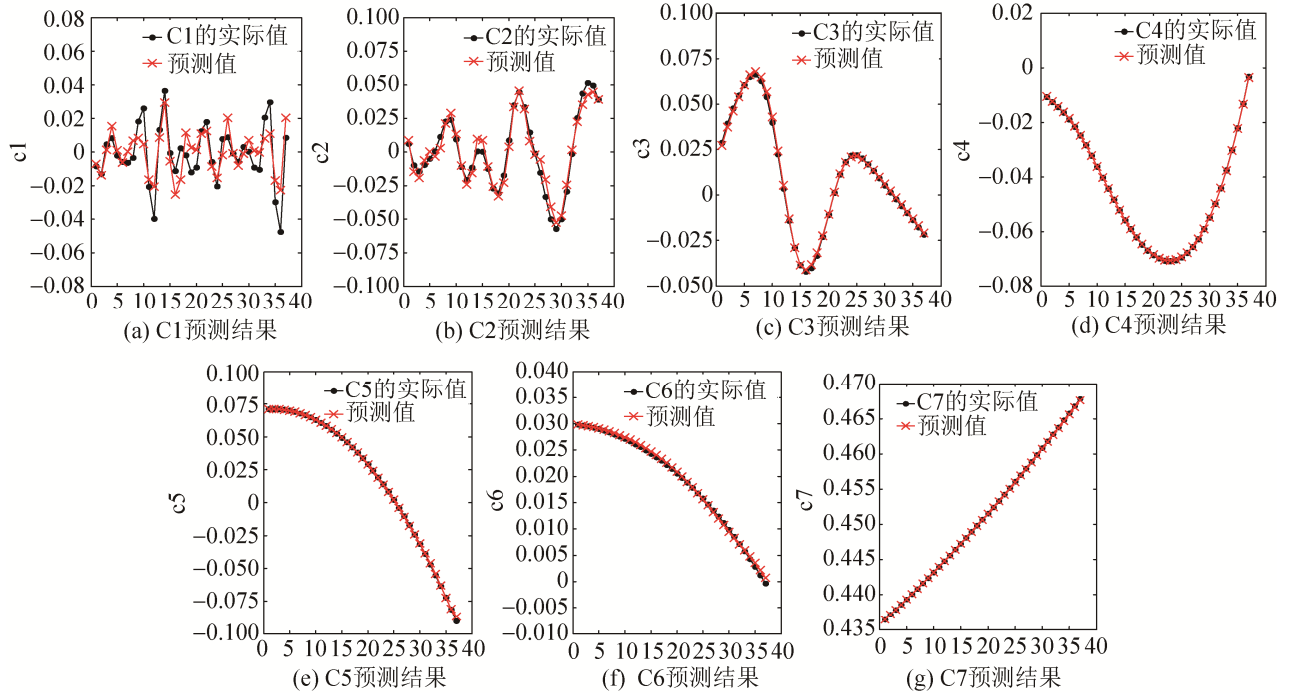 0.08
0.06
0.04
0.02
0
−0.02
−0.04
0.06
0.08
c1
C1的实际值
预测值
0 5 10 15 20 25 30 35 40
(a) C1预测结果
0.100
0.075
0.050
0.025
0
−0.025
−0.050
−0.075
−0.100
c2
C2的实际值
预测值
0 5 10 15 20 25 30 35 40
(b) C2预测结果
0.100
0.075
0.050
0.025
0
−0.025
−0.050
c3
C3的实际值
预测值
0 5 10 15 20 25 30 35 40
(c) C3预测结果
0.02
0
−0.02
−0.04
−0.06
−0.08
c4
C4的实际值
预测值
0 5 10 15 20 25 30 35 40
(d) C4预测结果
0.100
0.075
0.050
0.025
0
−0.025
−0.050
−0.075
−0.100
c5
C5的实际值
预测值
0 5 10 15 20 25 30 35 40
(e) C5预测结果
0.040
0.035
0.030
0.025
0.020
0.015
0.010
0.005
0
−0.005
−0.010
c6
C6的实际值
预测值
0 5 10 15 20 25 30 35 40
(f) C6预测结果
0.470
0.465
0.460
0.455
0.450
0.445
0.440
0.435
c7
C7的实际值
预测值
0 5 10 15 20 25 30 35 40
(g) C7预测结果